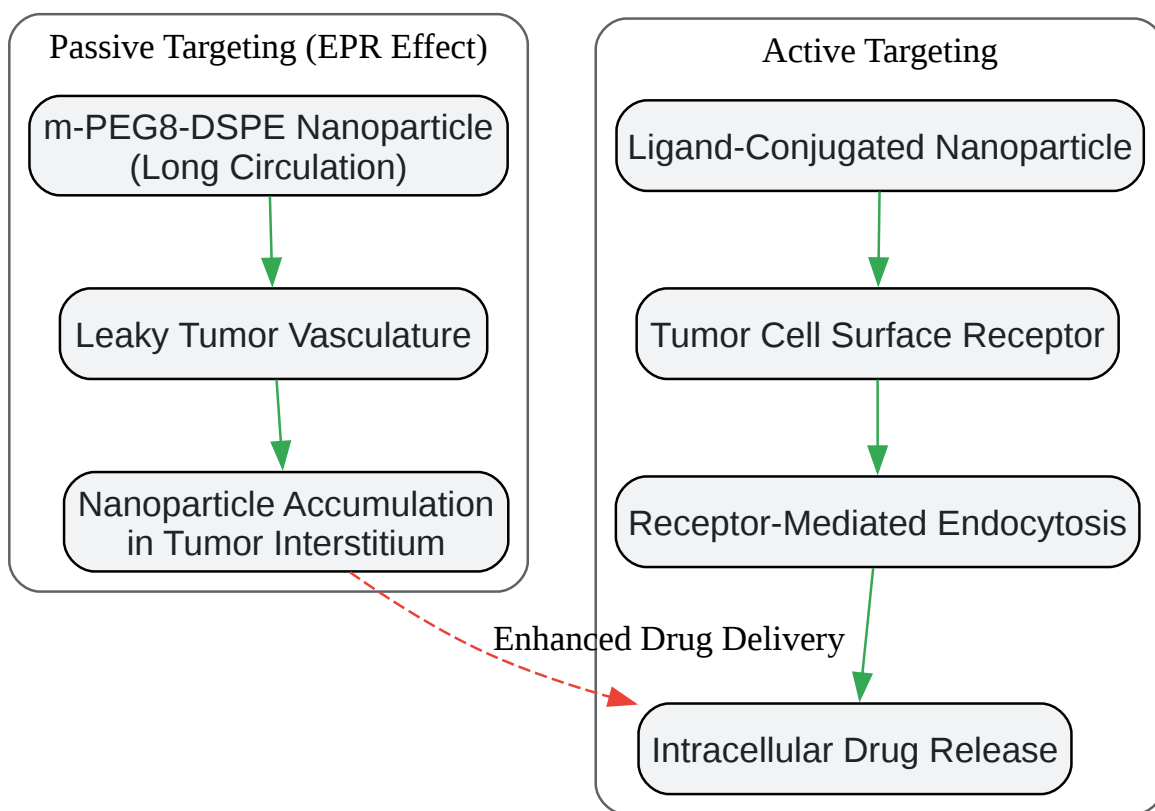 Passive Targeting (EPR Effect)
m-PEG8-DSPE Nanoparticle
(Long Circulation)
Leaky Tumor Vasculature
Nanoparticle Accumulation
in Tumor Interstitium
Active Targeting
Ligand-Conjugated Nanoparticle
Tumor Cell Surface Receptor
Receptor-Mediated Endocytosis
Enhanced Drug Delivery
Intracellular Drug Release